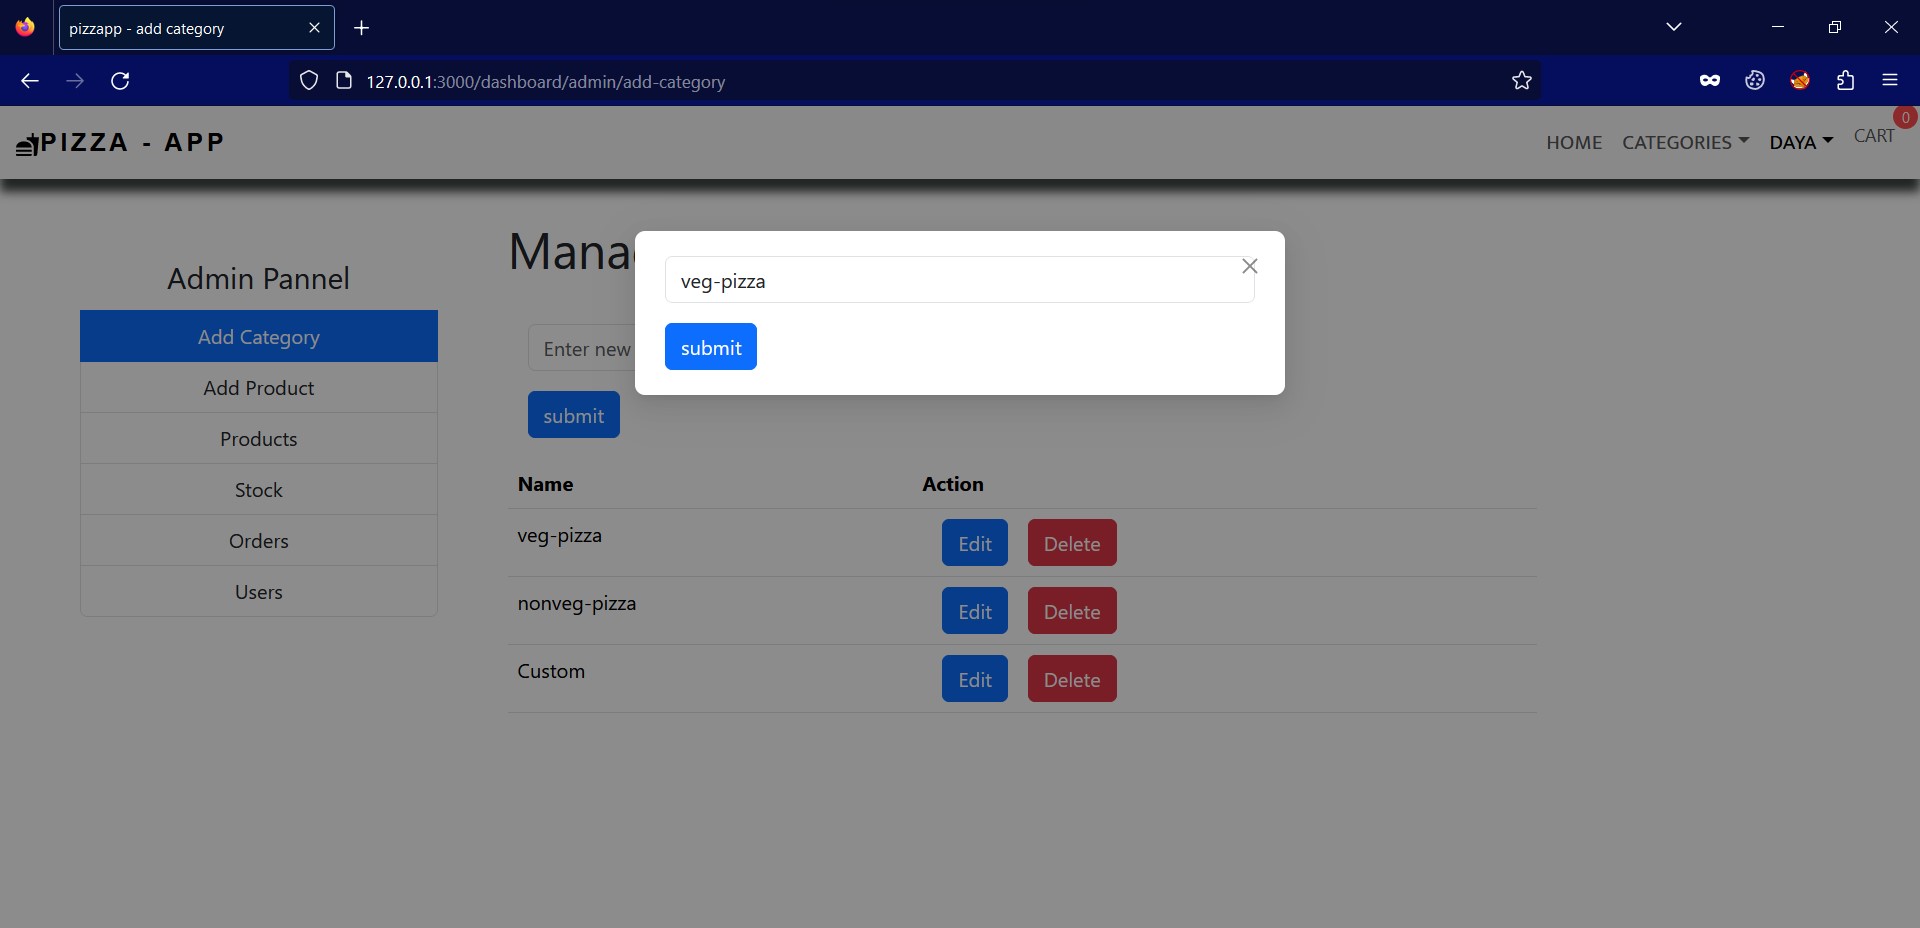 pizzapp - add category
127.0.0.1:3000/dashboard/admin/add-category
PIZZA - APP
HOME
CATEGORIES
DAYA
CART
0
Admin Pannel
Add Category
Add Product
Products
Stock
Orders
Users
Enter new
submit
veg-pizza
submit
Name Action
veg-pizza Edit Delete
nonveg-pizza Edit Delete
Custom Edit Delete